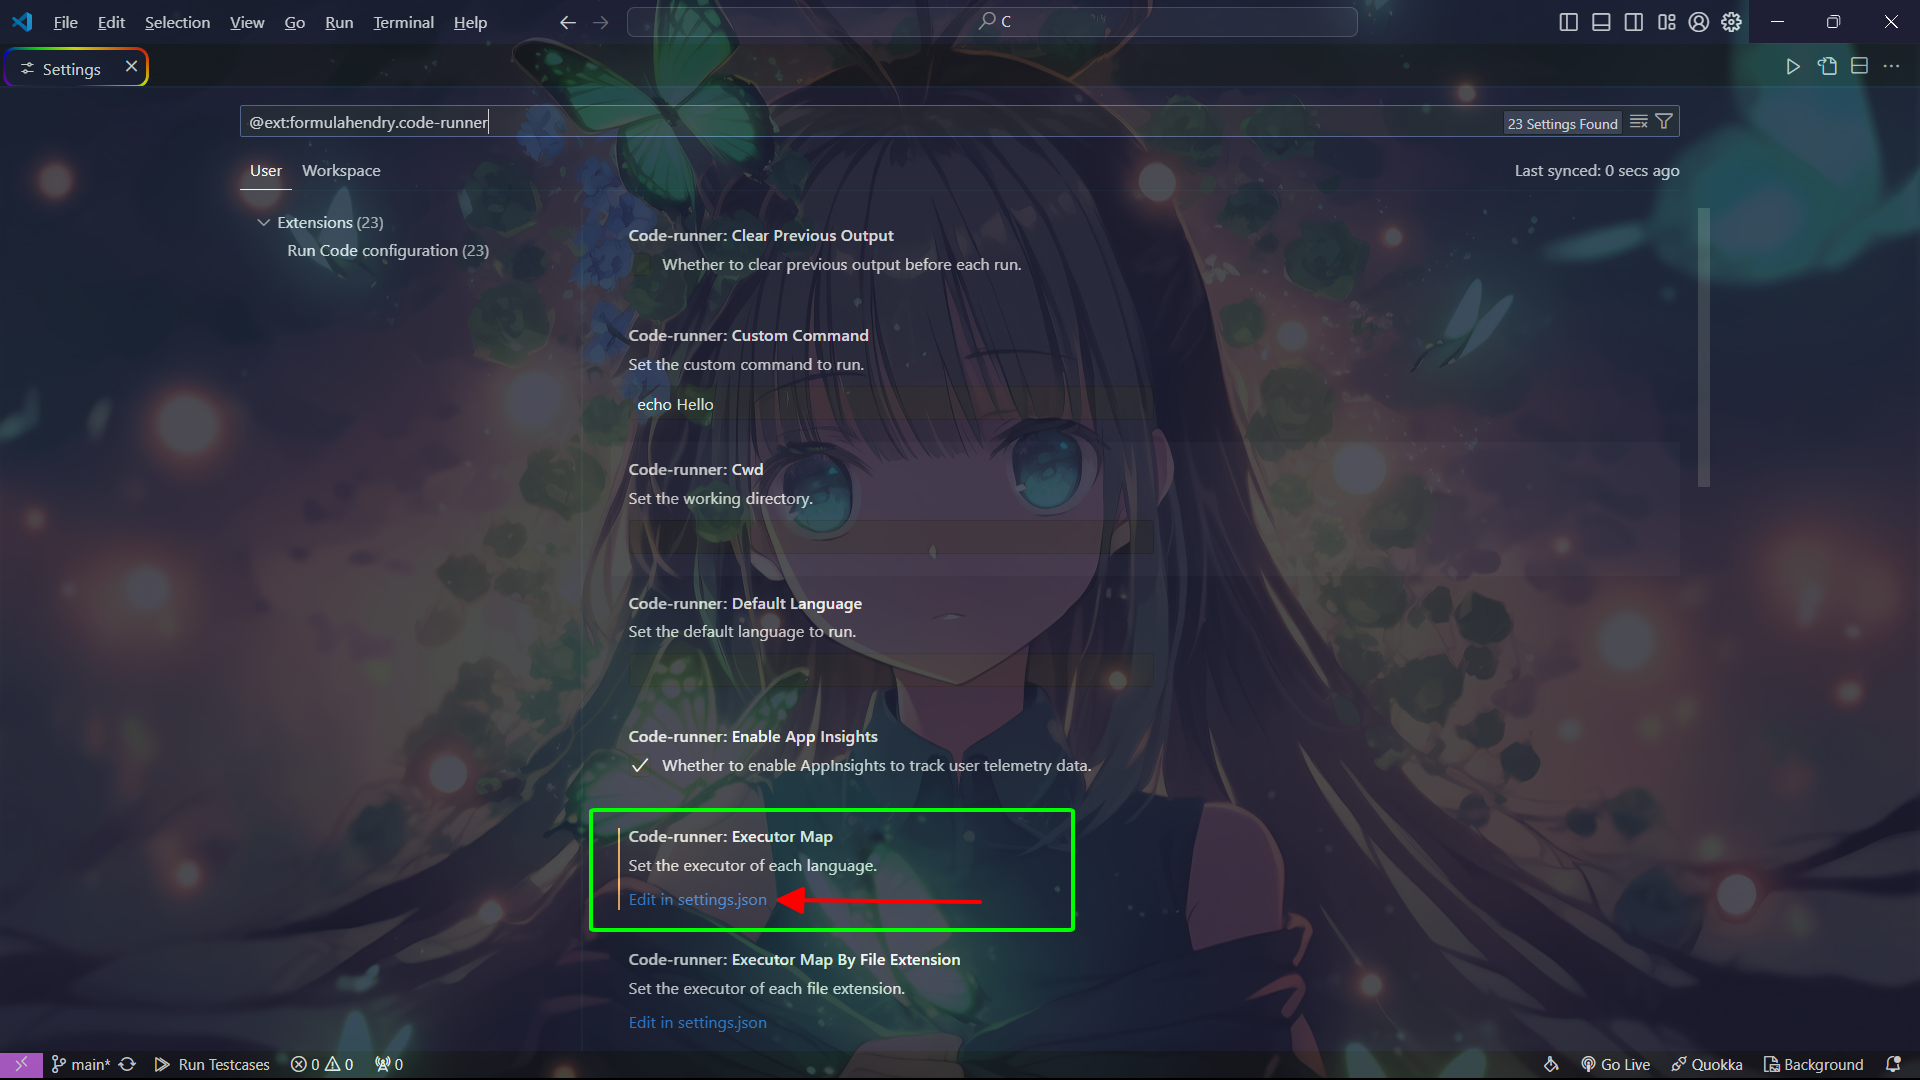 File Edit Selection View Go Run Terminal Help
C
Settings
@ext:formulahendry.code-runner
23 Settings Found
User Workspace
Last synced: 0 secs ago
Extensions (23)
Run Code configuration (23)
Code-runner: Clear Previous Output
Whether to clear previous output before each run.
Code-runner: Custom Command
Set the custom command to run.
echo Hello
Code-runner: Cwd
Set the working directory.
Code-runner: Default Language
Set the default language to run.
Code-runner: Enable App Insights
Whether to enable AppInsights to track user telemetry data.
Code-runner: Executor Map
Set the executor of each language.
Edit in settings.json
Code-runner: Executor Map By File Extension
Set the executor of each file extension.
Edit in settings.json
main* Run Testcases 0 0 0 Go Live Quokka Background